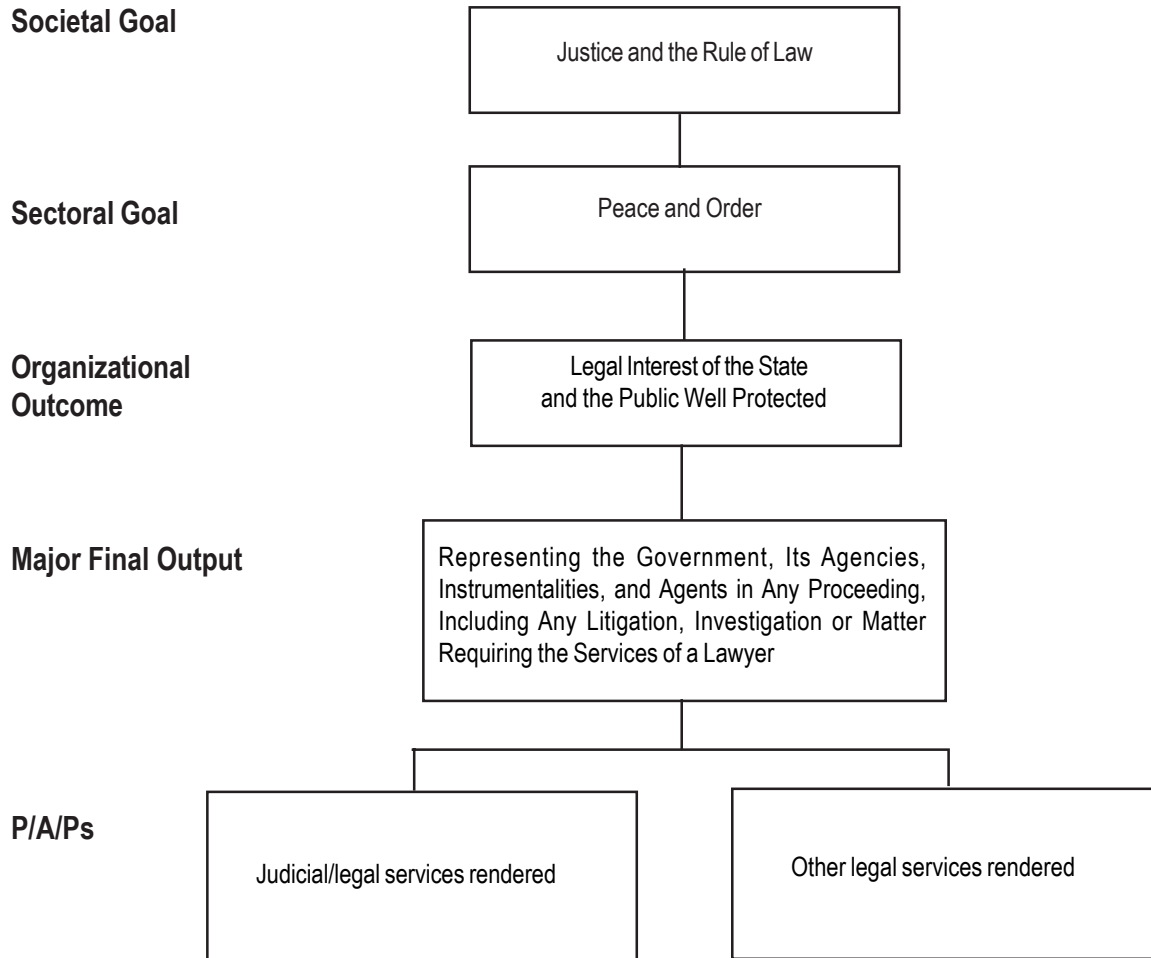 Societal Goal
Justice and the Rule of Law
Sectoral Goal
Peace and Order
Organizational
Outcome
Legal Interest of the State
and the Public Well Protected
Major Final Output
Representing the Government, Its Agencies,
Instrumentalities, and Agents in Any Proceeding,
Including Any Litigation, Investigation or Matter
Requiring the Services of a Lawyer
P/A/Ps
Judicial/legal services rendered
Other legal services rendered